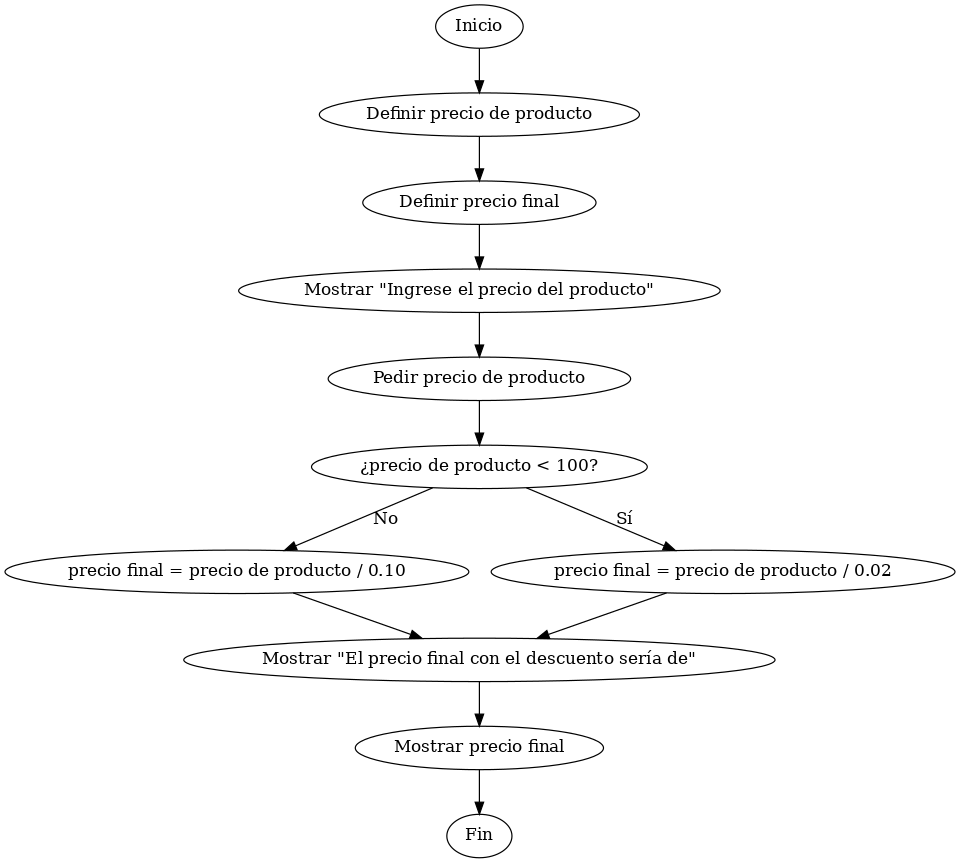 Inicio
Definir precio de producto
Definir precio final
Mostrar "Ingrese el precio del producto"
Pedir precio de producto
¿precio de producto < 100?
No
Sí
precio final = precio de producto / 0.10
precio final = precio de producto / 0.02
Mostrar "El precio final con el descuento sería de"
Mostrar precio final
Fin